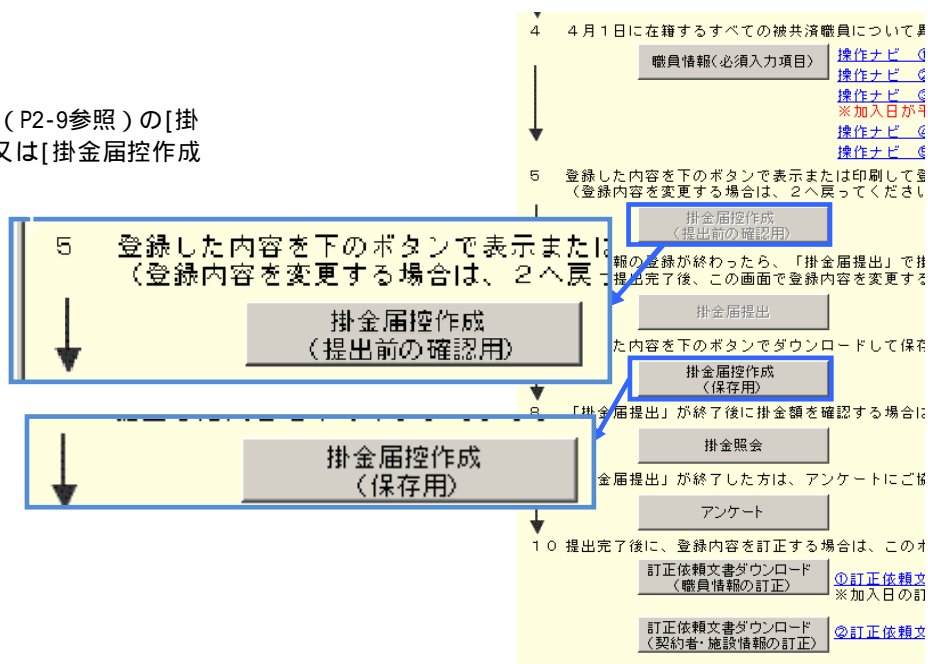 （P2-9参照）の[掛
又は[掛金届控作成
4 4月1日に在籍するすべての被共済職員について
職員情報（必須入力項目）
操作ナビ ①
操作ナビ ②
操作ナビ ③
※加入日が平
操作ナビ ④
操作ナビ ⑤
5 登録した内容を下のボタンで表示または印刷して
（登録内容を変更する場合は、2へ戻ってください
掛金届控作成
（提出前の確認用）
報の登録が終わったら、「掛金届提出」で
提出完了後、この画面で登録内容を変更する
掛金届提出
た内容を下のボタンでダウンロードして保存
掛金届控作成
（保存用）
8 「掛金届提出」が終了後に掛金額を確認する場合は
掛金照会
金届提出」が終了した方は、アンケートにご協
アンケート
10 提出完了後に、登録内容を訂正する場合は、このボ
訂正依頼文書ダウンロード
（職員情報の訂正）
①訂正依頼文
※加入日の訂
訂正依頼文書ダウンロード
（契約者・施設情報の訂正）
②訂正依頼文
5 登録した内容を下のボタンで表示または
（登録内容を変更する場合は、2へ戻っ
掛金届控作成
（提出前の確認用）
掛金届控作成
（保存用）